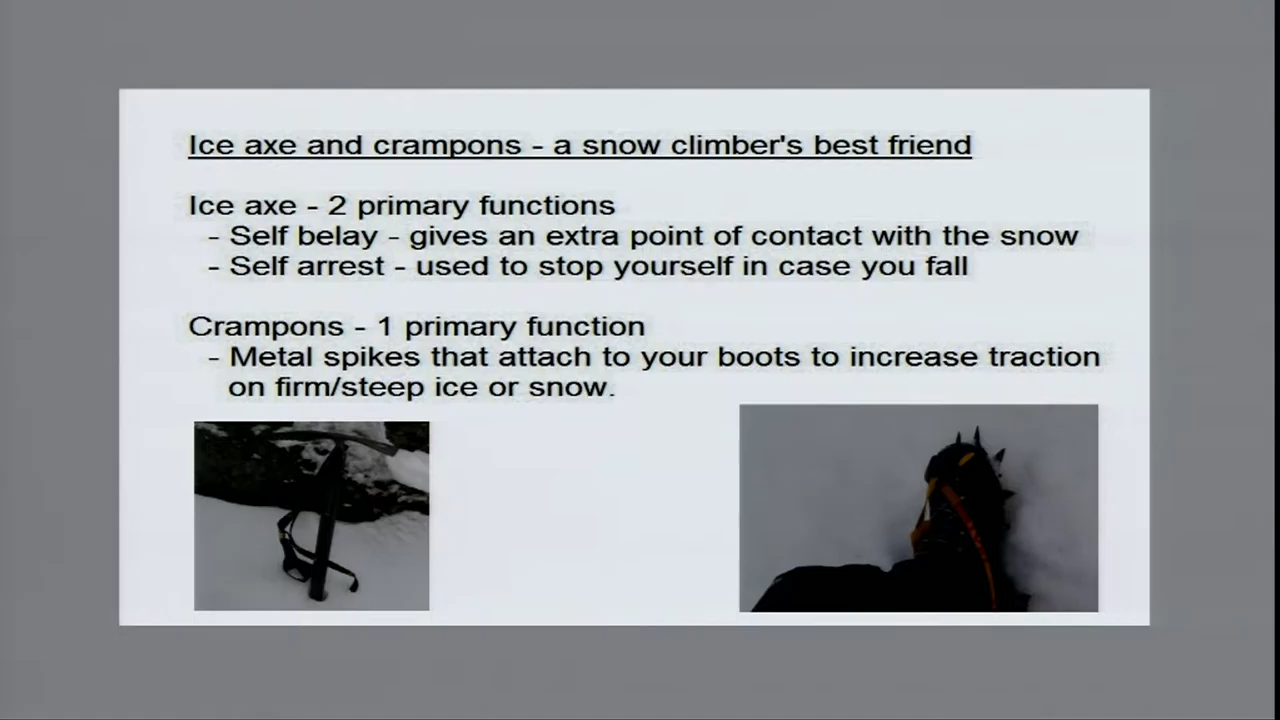 Ice axe and crampons - a snow climber's best friend
Ice axe - 2 primary functions
- Self belay - gives an extra point of contact with the snow
- Self arrest - used to stop yourself in case you fall
Crampons - 1 primary function
- Metal spikes that attach to your boots to increase traction
on firm/steep ice or snow.